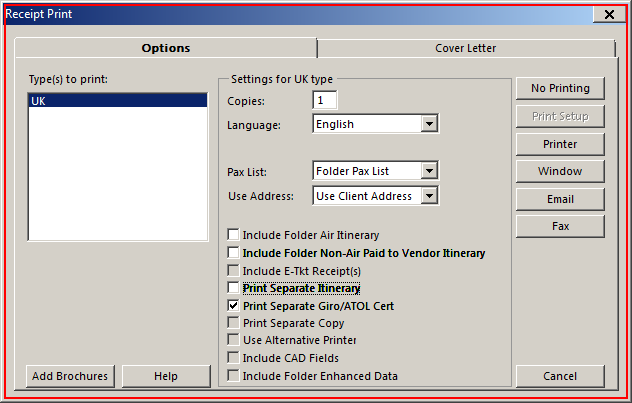 Receipt Print
Options
Cover Letter
Type(s) to print:
UK
Settings for UK type
Copies: 1
Language: English
Pax List: Folder Pax List
Use Address: Use Client Address
Include Folder Air Itinerary
Include Folder Non-Air Paid to Vendor Itinerary
Include E-Tkt Receipt(s)
Print Separate Itinerary
Print Separate Giro/ATOL Cert
Print Separate Copy
Use Alternative Printer
Include CAD Fields
Include Folder Enhanced Data
No Printing
Print Setup
Printer
Window
Email
Fax
Add Brochures
Help
Cancel